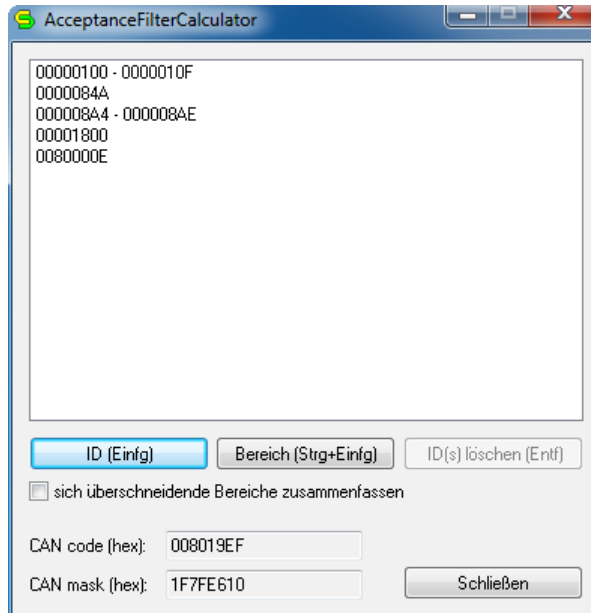 AcceptanceFilterCalculator
00000100 - 0000010F
0000084A
000008A4 - 000008AE
00001800
0080000E
ID (Einfg) Bereich (Strg+Einfg) ID(s) löschen (Entf)
sich überschneidende Bereiche zusammenfassen
CAN code (hex): 008019EF
CAN mask (hex): 1F7FE610 Schließen